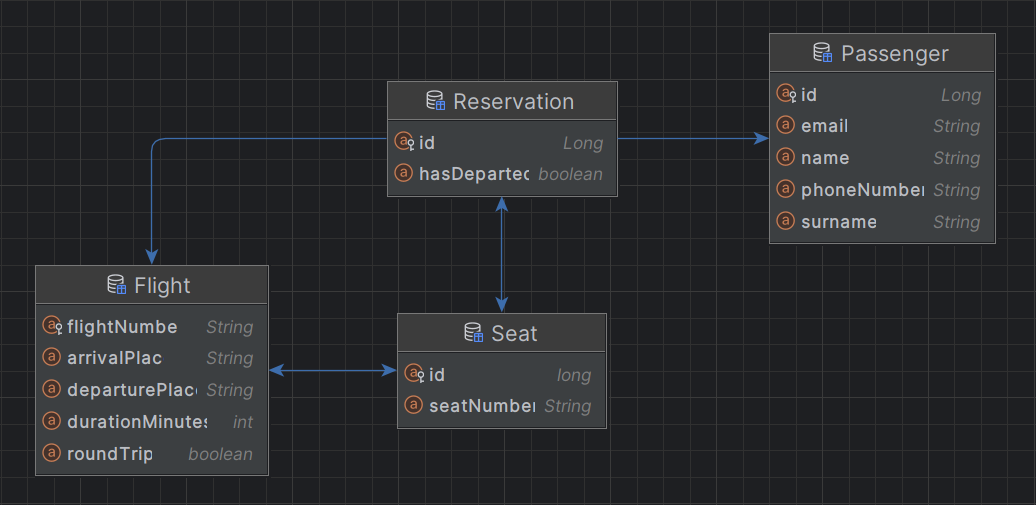 Passenger
id Long
email String
name String
phoneNumber String
surname String
Reservation
id Long
hasDeparted boolean
Flight
flightNumbe String
arrivalPlac String
departurePlac String
durationMinutes int
roundTrip boolean
Seat
id long
seatNumber String